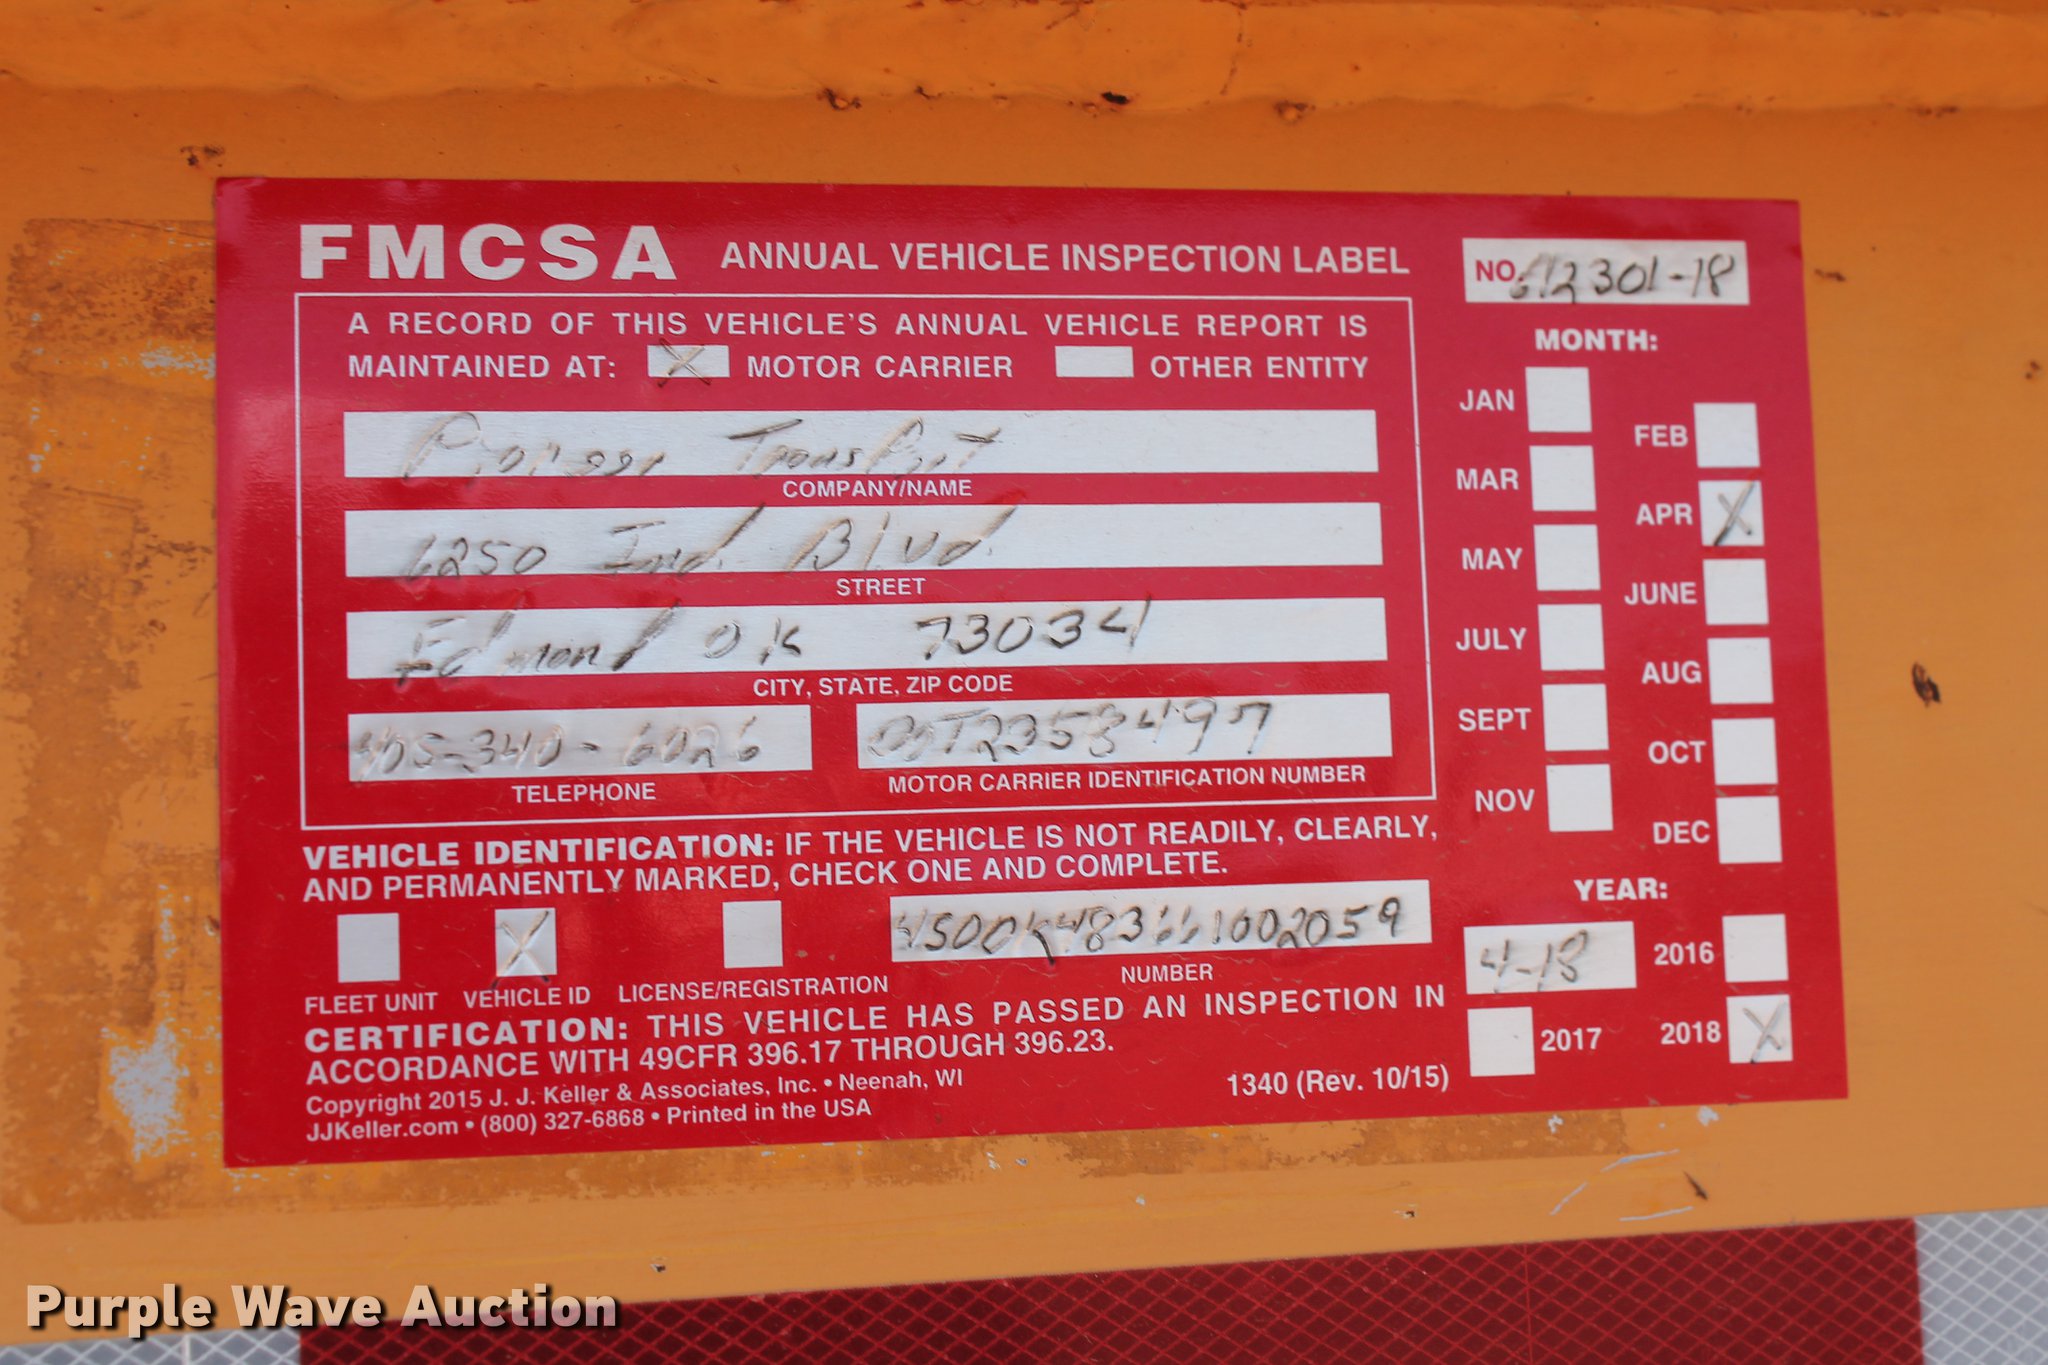 FMCSA ANNUAL VEHICLE INSPECTION LABEL
NO. 612301-18
A RECORD OF THIS VEHICLE'S ANNUAL VEHICLE REPORT IS
MAINTAINED AT: X MOTOR CARRIER OTHER ENTITY
Pioneer
COMPANY/NAME
6250 Ind. Blvd.
STREET
Edmond OK 73034
CITY, STATE, ZIP CODE
405-340-6026
TELEPHONE
DOT2358497
MOTOR CARRIER IDENTIFICATION NUMBER
VEHICLE IDENTIFICATION: IF THE VEHICLE IS NOT READILY, CLEARLY,
AND PERMANENTLY MARKED, CHECK ONE AND COMPLETE.
X
FLEET UNIT VEHICLE ID LICENSE/REGISTRATION
NUMBER
CERTIFICATION: THIS VEHICLE HAS PASSED AN INSPECTION IN
ACCORDANCE WITH 49CFR 396.17 THROUGH 396.23.
Copyright 2015 J. J. Keller & Associates, Inc. • Neenah, WI
JJKeller.com • (800) 327-6868 • Printed in the USA
1340 (Rev. 10/15)
MONTH:
JAN
FEB
MAR
APR X
MAY
JUNE
JULY
AUG
SEPT
OCT
NOV
DEC
YEAR:
4-18 2016
2017 2018 X
Purple Wave Auction